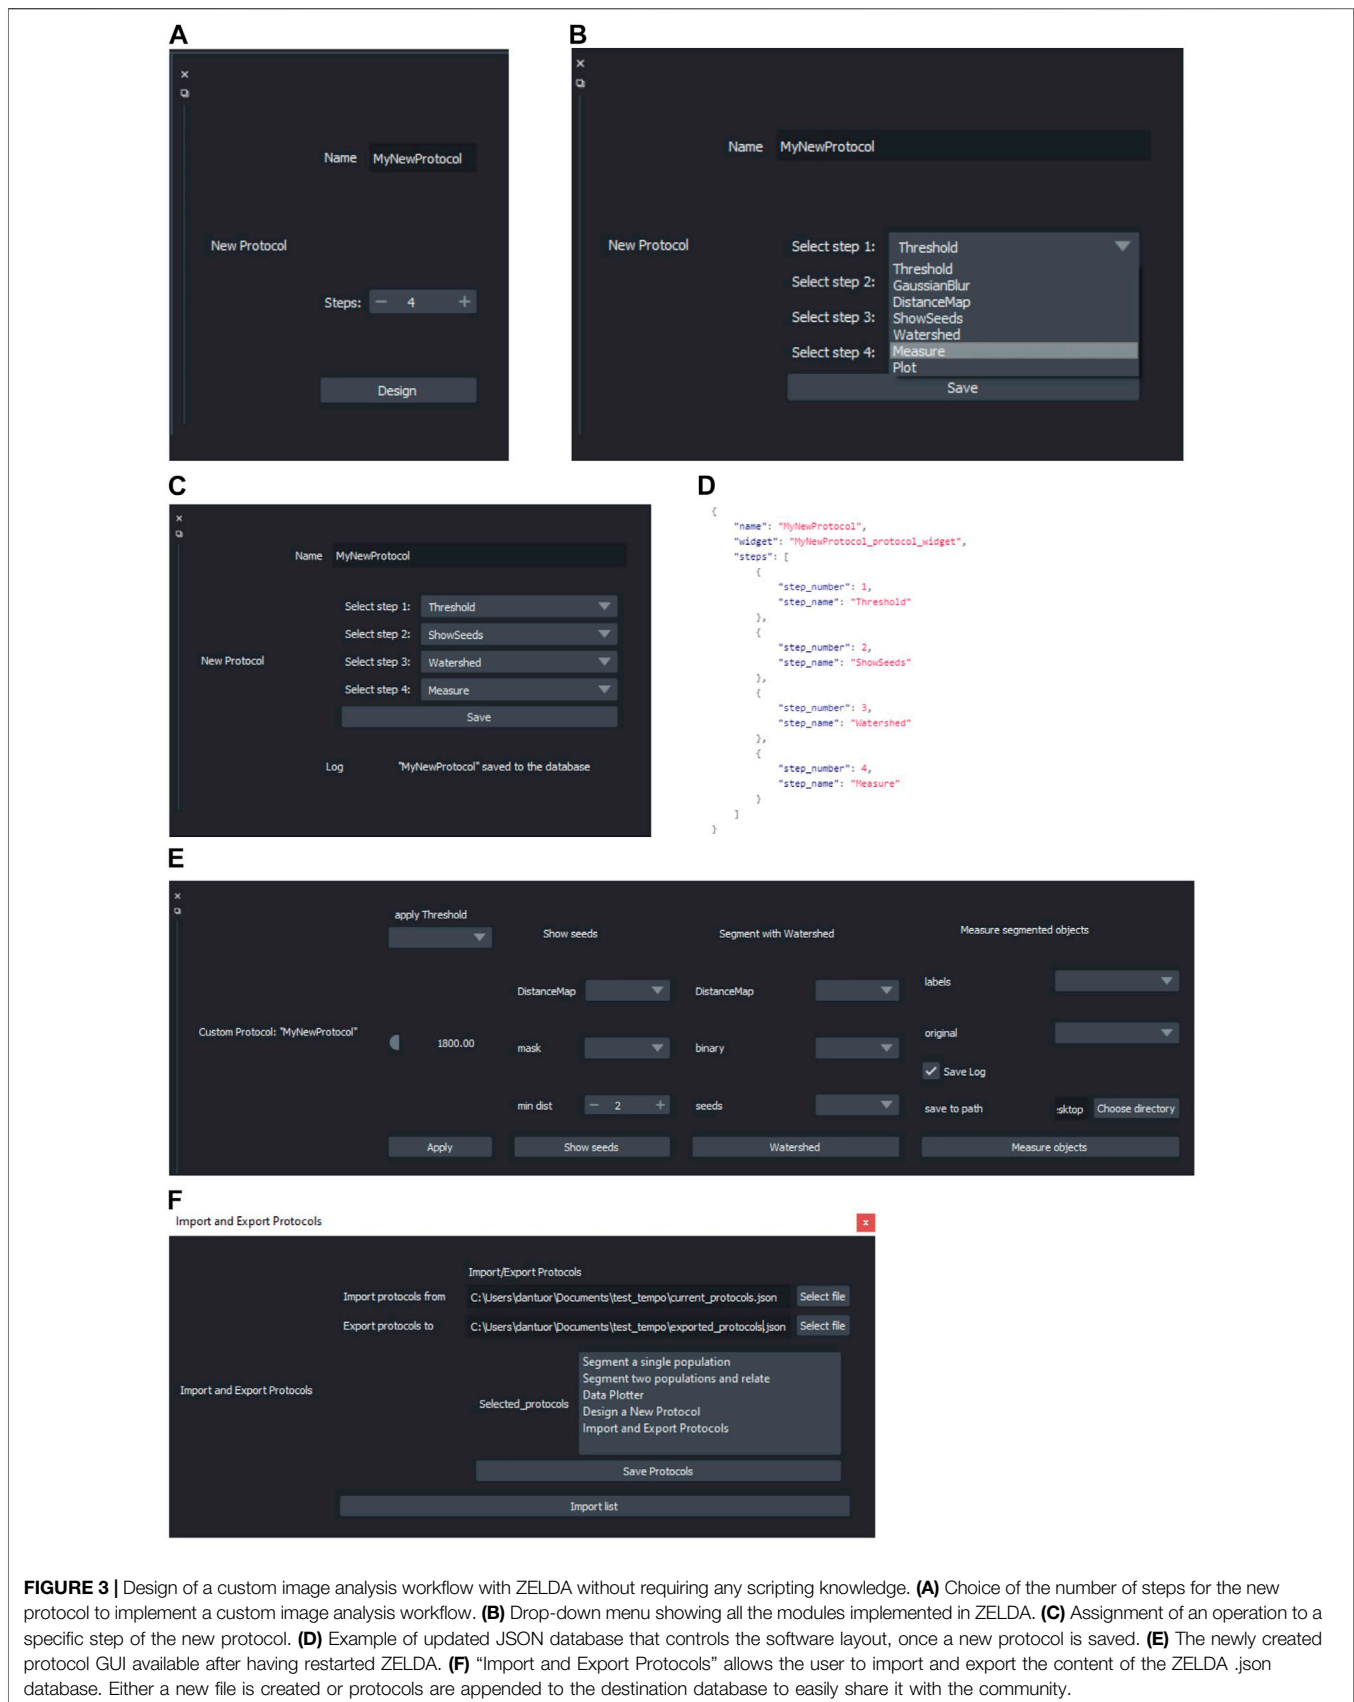 A
×
Name MyNewProtocol
New Protocol
Steps: − 4 +
Design
B
×
Name MyNewProtocol
New Protocol
Select step 1: Threshold
Threshold
GaussianBlur
Select step 2:
DistanceMap
ShowSeeds
Select step 3:
Watershed
Select step 4:
Measure
Plot
Save
C
×
Name MyNewProtocol
Select step 1: Threshold
Select step 2: ShowSeeds
New Protocol
Select step 3: Watershed
Select step 4: Measure
Save
Log "MyNewProtocol" saved to the database
D
{
"name": "MyNewProtocol",
"widget": "MyNewProtocol_protocol_widget",
"steps": [
{
"step_number": 1,
"step_name": "Threshold"
},
{
"step_number": 2,
"step_name": "ShowSeeds"
},
{
"step_number": 3,
"step_name": "Watershed"
},
{
"step_number": 4,
"step_name": "Measure"
}
]
}
E
×
Custom Protocol: "MyNewProtocol"
apply Threshold
1800.00
Apply
Show seeds
DistanceMap
mask
min dist − 2 +
Show seeds
Segment with Watershed
DistanceMap
binary
seeds
Watershed
Measure segmented objects
labels
original
Save Log
save to path :sktop Choose directory
Measure objects
F
Import and Export Protocols x
Import/Export Protocols
Import protocols from C:\Users\dantuor\Documents\test_tempo\current_protocols.json Select file
Export protocols to C:\Users\dantuor\Documents\test_tempo\exported_protocols.json Select file
Import and Export Protocols
Selected_protocols
Segment a single population
Segment two populations and relate
Data Plotter
Design a New Protocol
Import and Export Protocols
Save Protocols
Import list
FIGURE 3 | Design of a custom image analysis workflow with ZELDA without requiring any scripting knowledge. (A) Choice of the number of steps for the new
protocol to implement a custom image analysis workflow. (B) Drop-down menu showing all the modules implemented in ZELDA. (C) Assignment of an operation to a
specific step of the new protocol. (D) Example of updated JSON database that controls the software layout, once a new protocol is saved. (E) The newly created
protocol GUI available after having restarted ZELDA. (F) “Import and Export Protocols” allows the user to import and export the content of the ZELDA .json
database. Either a new file is created or protocols are appended to the destination database to easily share it with the community.